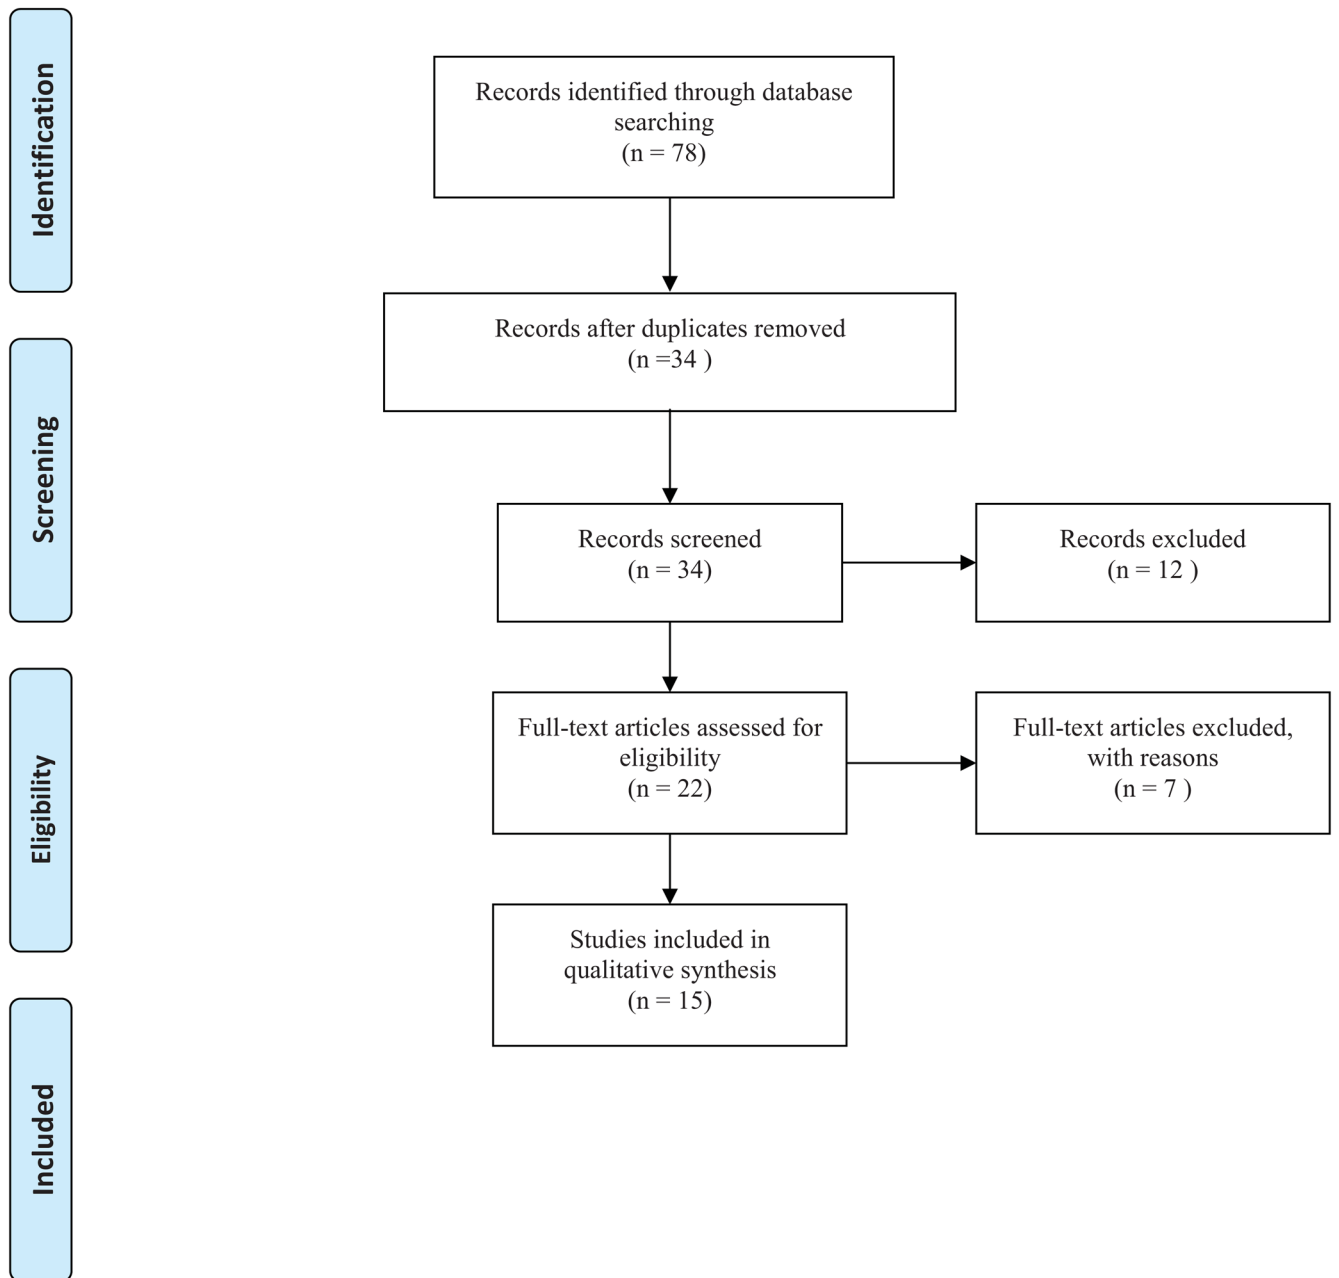 Identification
Records identified through database
searching
(n = 78)
Records after duplicates removed
(n =34 )
Screening
Records screened
(n = 34)
Records excluded
(n = 12 )
Eligibility
Full-text articles assessed for
eligibility
(n = 22)
Full-text articles excluded,
with reasons
(n = 7 )
Studies included in
qualitative synthesis
(n = 15)
Included